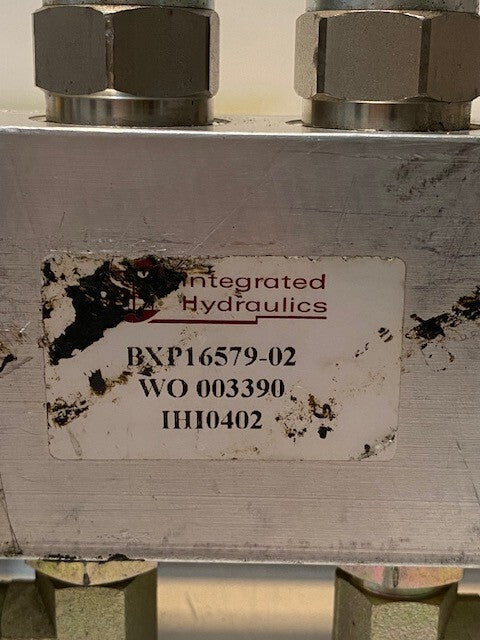 Integrated
Hydraulics
BXP16579-02
WO 003390
IHI0402